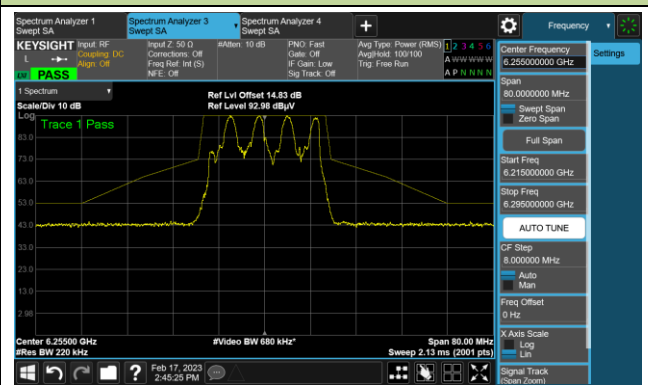 Spectrum Analyzer 1
Swept SA
Spectrum Analyzer 3
Swept SA
Spectrum Analyzer 4
Swept SA
Frequency
KEYSIGHT
Input: RF
Coupling: DC
Align: Off
Input Z: 50 Ω
Corrections: Off
Freq Ref: Int (S)
NFE: Off
#Atten: 10 dB
PNO: Fast
Gate: Off
IF Gain: Low
Sig Track: Off
Avg Type: Power (RMS)
Avg|Hold: 100/100
Trig: Free Run
1 2 3 4 5 6
A W W W W W
A P N N N N
L
LXI PASS
1 Spectrum
Scale/Div 10 dB
Ref Lvl Offset 14.83 dB
Ref Level 92.98 dBµV
Log
Trace 1 Pass
83.0
73.0
63.0
53.0
43.0
33.0
23.0
13.0
2.98
Center 6.25500 GHz
#Res BW 220 kHz
#Video BW 680 kHz*
Span 80.00 MHz
Sweep 2.13 ms (2001 pts)
Center Frequency
6.255000000 GHz
Settings
Span
80.0000000 MHz
Swept Span
Zero Span
Full Span
Start Freq
6.215000000 GHz
Stop Freq
6.295000000 GHz
AUTO TUNE
CF Step
8.000000 MHz
Auto
Man
Freq Offset
0 Hz
X Axis Scale
Log
Lin
Signal Track
(Span Zoom)
Feb 17, 2023
2:45:25 PM